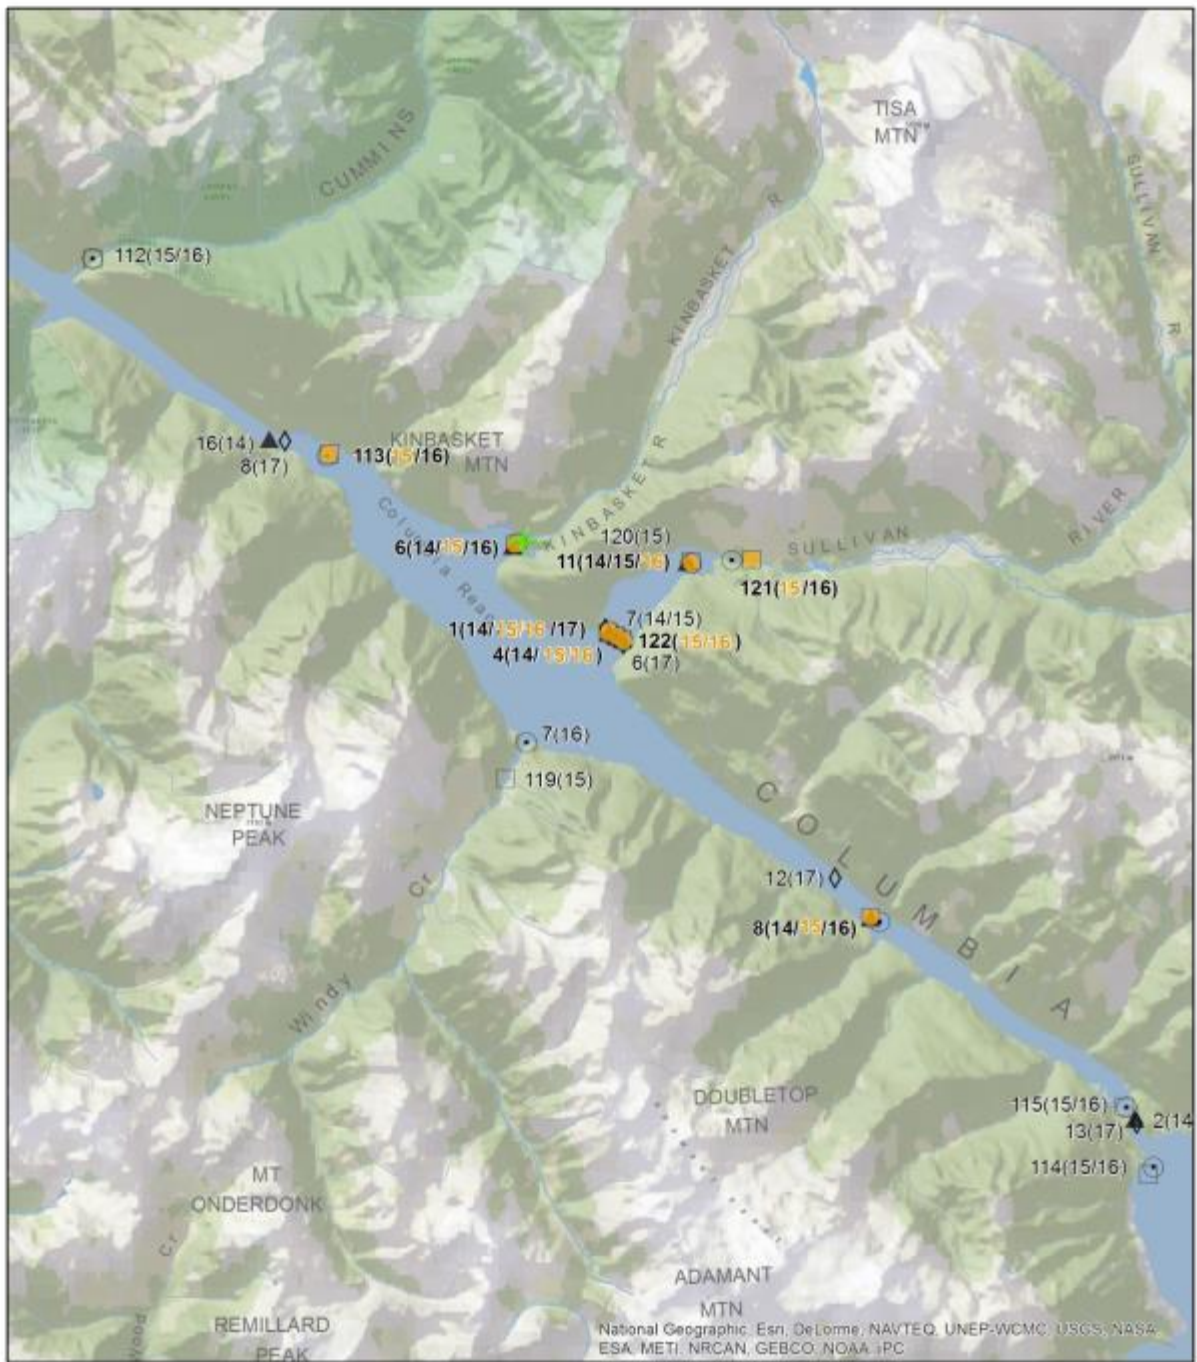 TISA
MTN
CUMMINS
SULLIVAN
R
112(15/16)
KINBASKET
R
16(14)
8(17)
KINBASKET
MTN
113(15/16)
Columbia Reach
KINBASKET R
6(14/15/16)
120(15)
11(14/15/16)
SULLIVAN
RIVER
121(15/16)
1(14/15/16/17)
7(14/15)
122(15/16)
4(14/15/16)
6(17)
7(16)
119(15)
NEPTUNE
PEAK
COLUMBIA
12(17)
8(14/15/16)
Windy Cr
DOUBLETOP
MTN
115(15/16)
2(14
13(17)
114(15/16)
MT
ONDERDONK
Cr
Wood
ADAMANT
MTN
REMILLARD
PEAK
National Geographic, Esri, DeLorme, NAVTEQ, UNEP-WCMC, USGS, NASA,
ESA, METI, NRCAN, GEBCO, NOAA, iPC